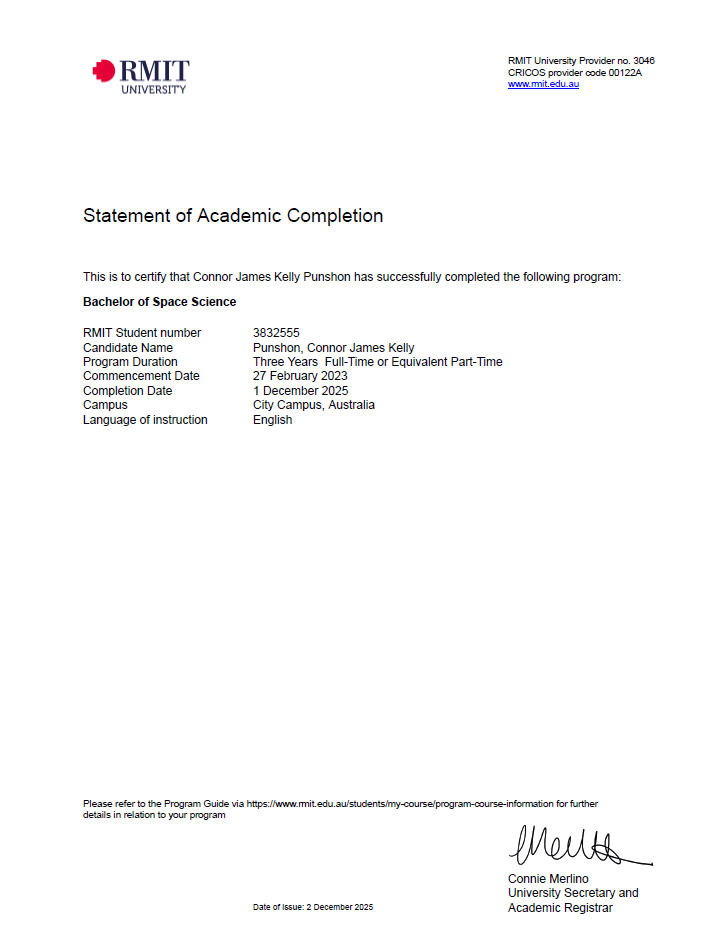 RMIT
UNIVERSITY
RMIT University Provider no. 3046
CRICOS provider code 00122A
www.rmit.edu.au
Statement of Academic Completion
This is to certify that Connor James Kelly Punshon has successfully completed the following program:
Bachelor of Space Science
RMIT Student number 3832555
Candidate Name Punshon, Connor James Kelly
Program Duration Three Years Full-Time or Equivalent Part-Time
Commencement Date 27 February 2023
Completion Date 1 December 2025
Campus City Campus, Australia
Language of instruction English
Please refer to the Program Guide via https://www.rmit.edu.au/students/my-course/program-course-information for further
details in relation to your program
Connie Merlino
University Secretary and
Academic Registrar
Date of Issue: 2 December 2025